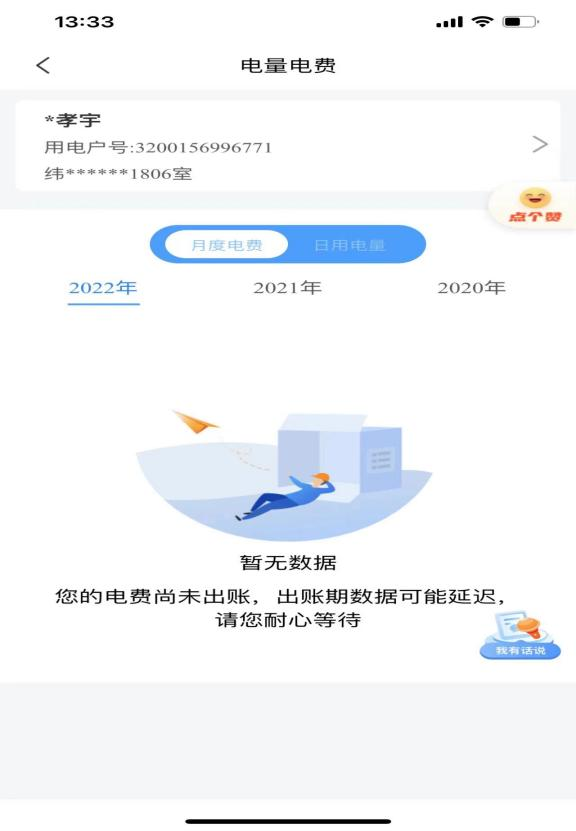 13:33
电量电费
*孝宇
用电户号:3200156996771
纬******1806室
点个赞
月度电费
日用电量
2022年
2021年
2020年
暂无数据
您的电费尚未出账，出账期数据可能延迟，
请您耐心等待
我有话说